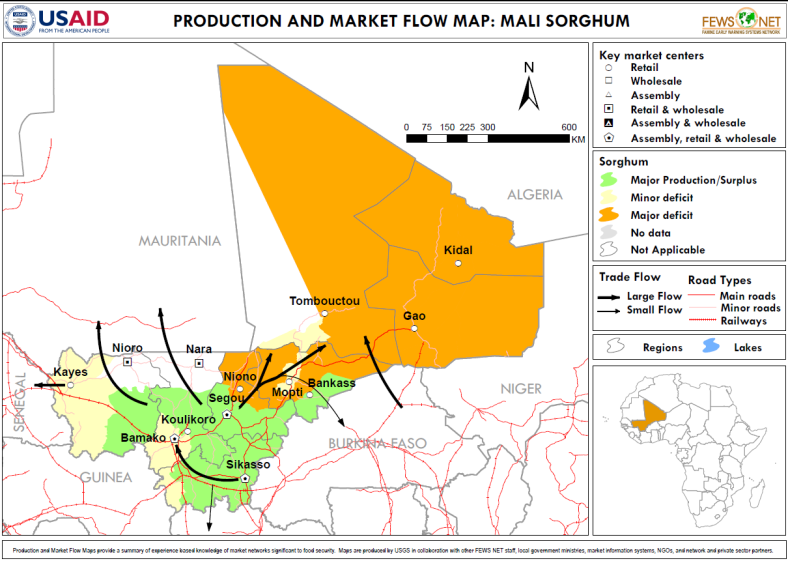 USAID
FROM THE AMERICAN PEOPLE
PRODUCTION AND MARKET FLOW MAP: MALI SORGHUM
FEWS NET
FAMINE EARLY WARNING SYSTEMS NETWORK
N
0 75 150 225 300 600
KM
ALGERIA
MAURITANIA
Kidal
Tombouctou
Gao
Nioro
Nara
Kayes
Niono
Bankass
Mopti
Segou
NIGER
SENEGAL
Koulikoro
Bamako
BURKINA FASO
Sikasso
GUINEA
Key market centers
Retail
Wholesale
Assembly
Retail & wholesale
Assembly & wholesale
Assembly, retail & wholesale
Sorghum
Major Production/Surplus
Minor deficit
Major deficit
No data
Not Applicable
Trade Flow
Large Flow
Small Flow
Road Types
Main roads
Minor roads
Railways
Regions
Lakes
Production and Market Flow Maps provide a summary of experience based knowledge of market networks significant to food security. Maps are produced by USGS in collaboration with other FEWS NET staff, local government ministries, market information systems, NGOs, and network and private sector partners.